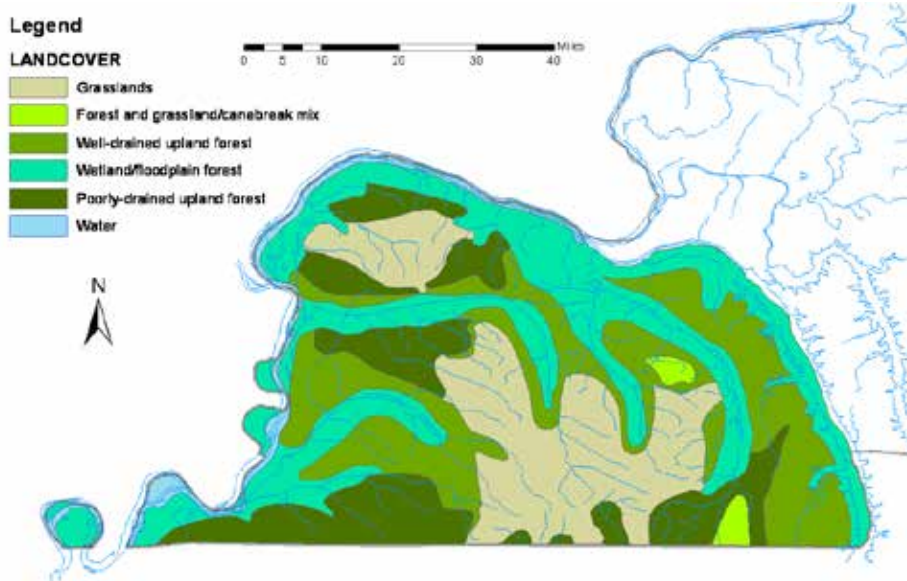 Legend
LANDCOVER
Grasslands
Forest and grassland/canebreak mix
Well-drained upland forest
Wetland/floodplain forest
Poorly-drained upland forest
Water
Miles
0 5 10 20 30 40
N